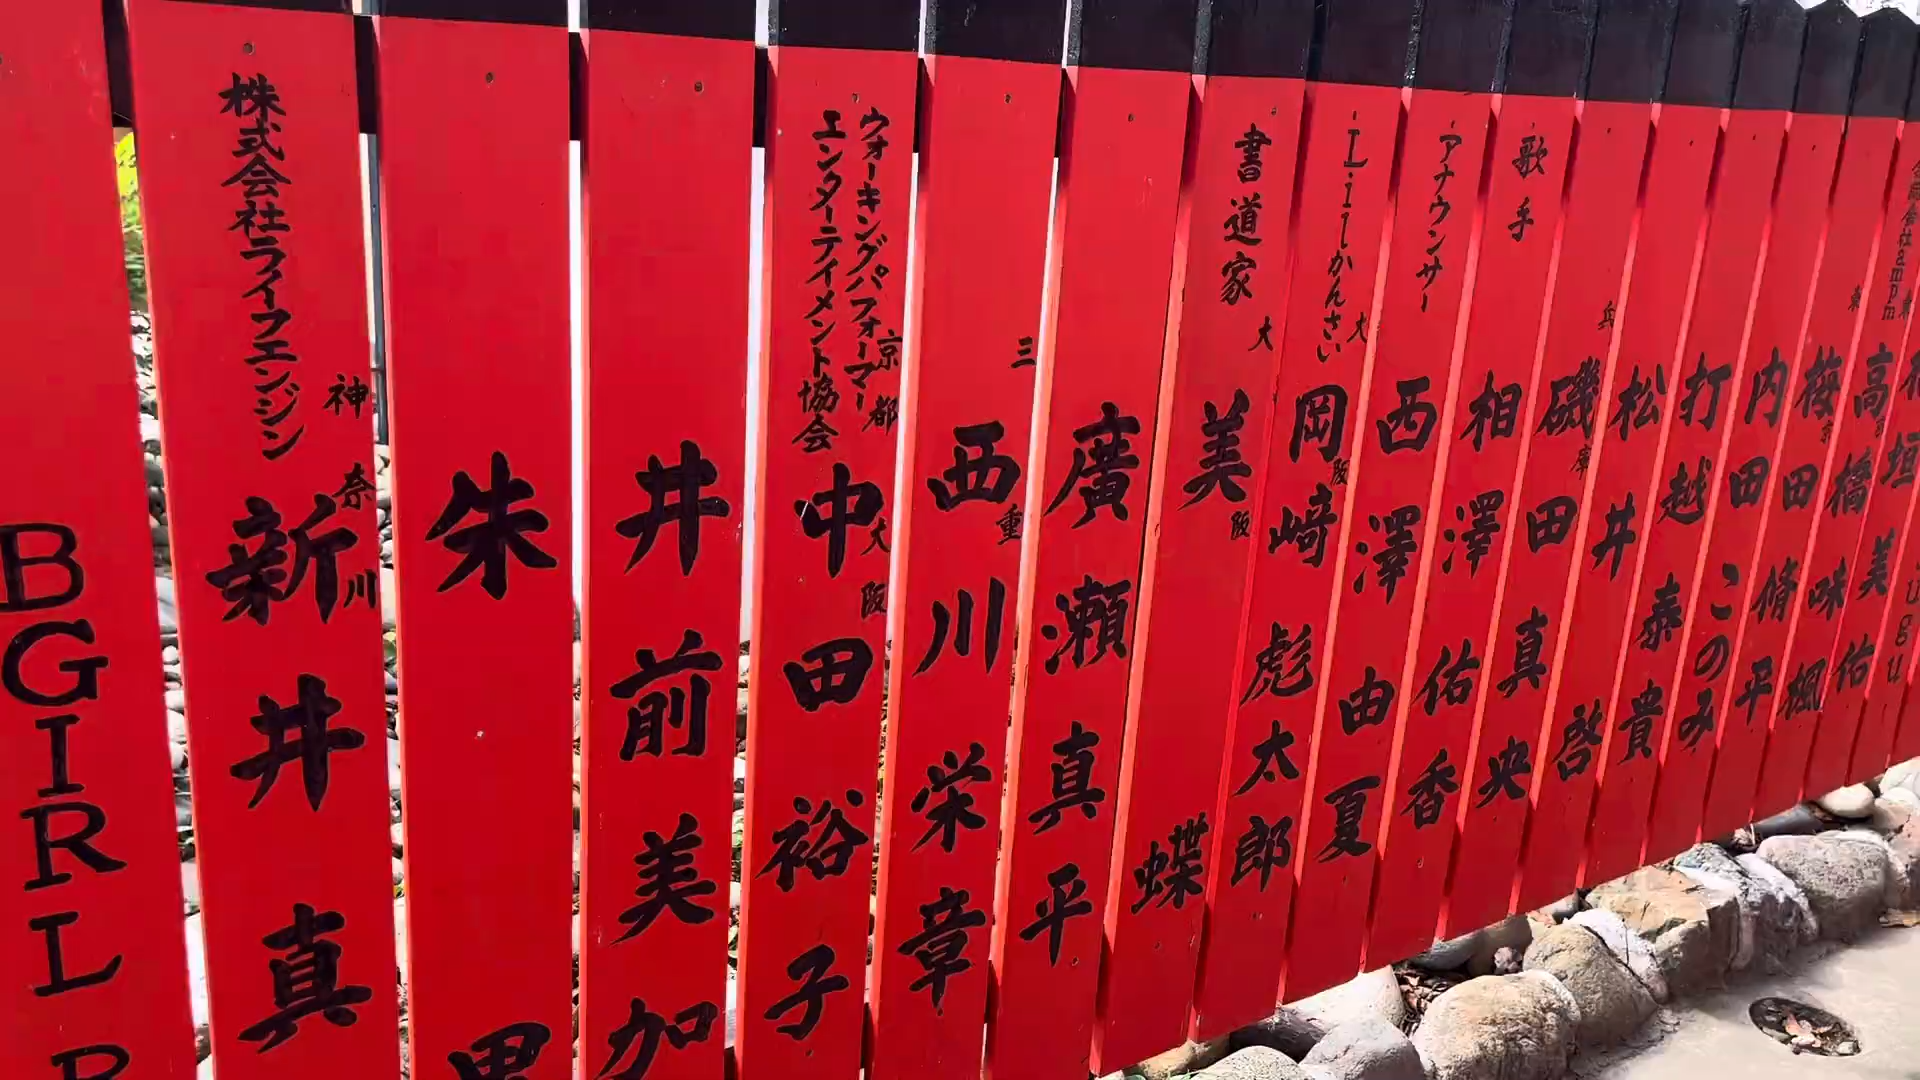 BGIRL
株式会社ライフエンジン
神奈川
新井真
朱
井前美加
ウォーキングパフォーマー
エンターテイメント協会
京都
大阪
中田裕子
三重
西川栄章
廣瀬真平
書道家
大阪
美蝶
Lieーかんさい
大阪
岡﨑彪太郎
アナウンサー
西澤由夏
歌手
相澤佑香
磯田真央
兵庫
松井啓
打越泰貴
内田このみ
梅田脩平
高橋味楓
美佑